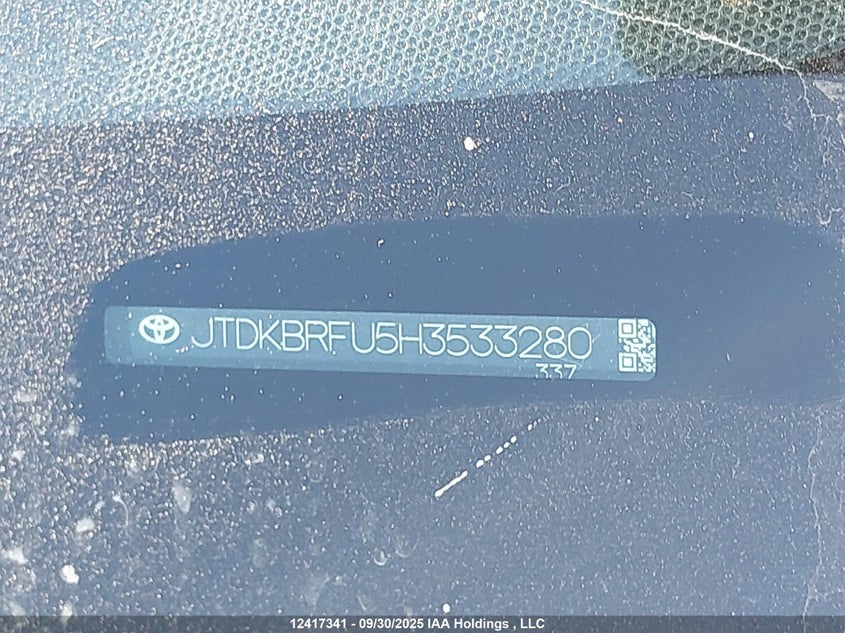 JTDKBRFU5H3533280
337
12417341 - 09/30/2025 IAA Holdings , LLC